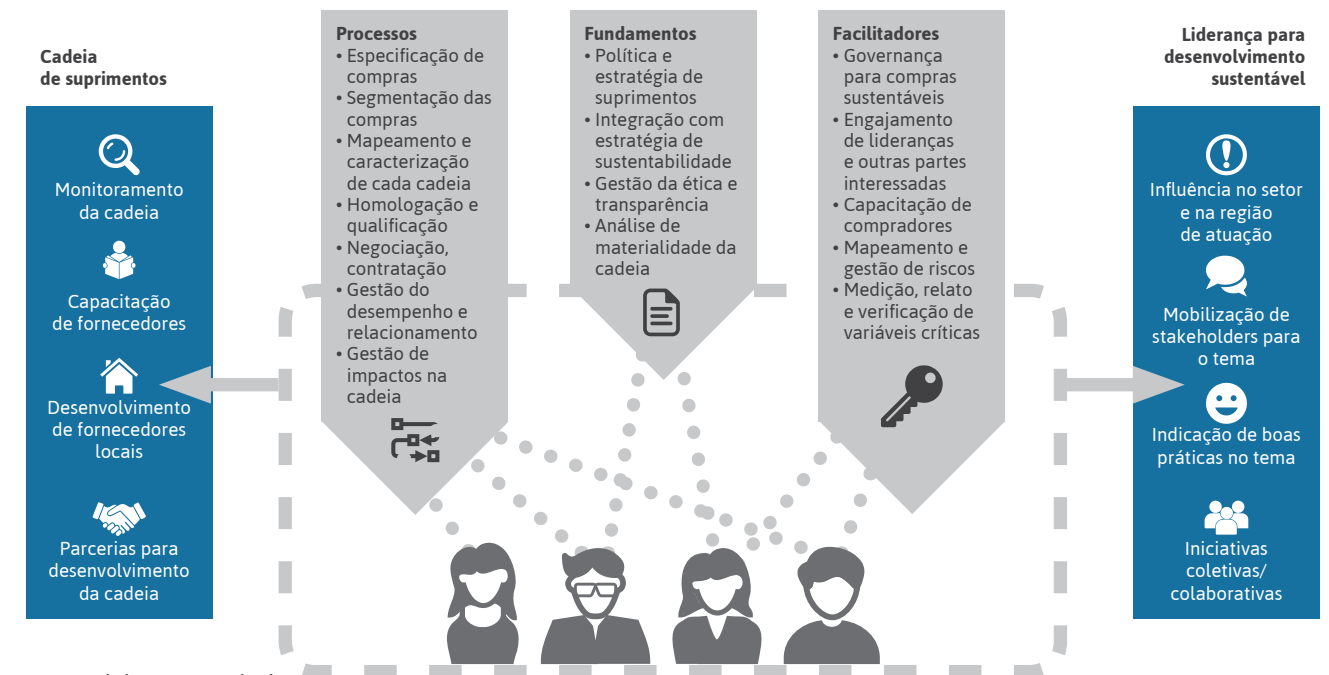 Cadeia
de suprimentos
Monitoramento
da cadeia
Capacitação
de fornecedores
Desenvolvimento
de fornecedores
locais
Parcerias para
desenvolvimento
da cadeia
Processos
• Especificação de
compras
• Segmentação das
compras
• Mapeamento e
caracterização
de cada cadeia
• Homologação e
qualificação
• Negociação,
contratação
• Gestão do
desempenho e
relacionamento
• Gestão de
impactos na
cadeia
Fundamentos
• Política e
estratégia de
suprimentos
• Integração com
estratégia de
sustentabilidade
• Gestão da ética e
transparência
• Análise de
materialidade da
cadeia
Facilitadores
• Governança
para compras
sustentáveis
• Engajamento
de lideranças
e outras partes
interessadas
• Capacitação de
compradores
• Mapeamento e
gestão de riscos
• Medição, relato
e verificação de
variáveis críticas
Liderança para
desenvolvimento
sustentável
Influência no setor
e na região
de atuação
Mobilização de
stakeholders para
o tema
Indicação de boas
práticas no tema
Iniciativas
coletivas/
colaborativas